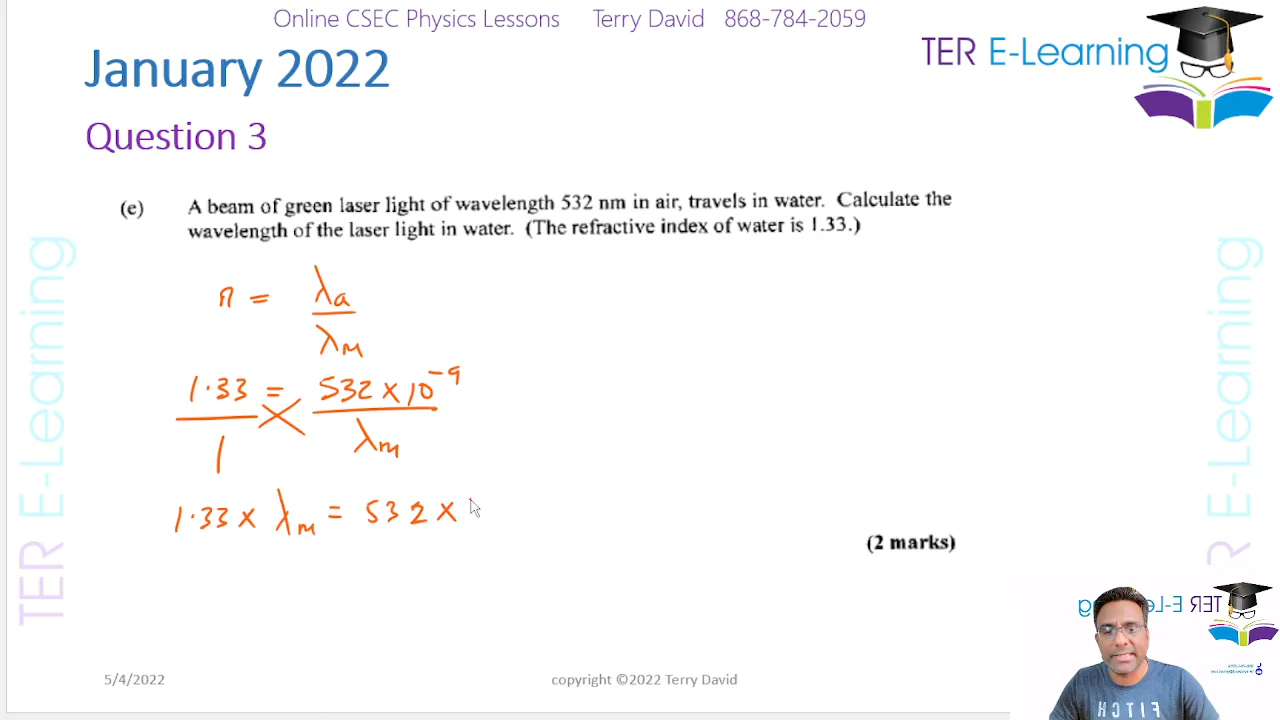 Online CSEC Physics Lessons Terry David 868-784-2059
TER E-Learning
January 2022
Question 3
(e) A beam of green laser light of wavelength 532 nm in air, travels in water. Calculate the
wavelength of the laser light in water. (The refractive index of water is 1.33.)
n = λa
λm
1.33 = 532 × 10⁻⁹
1 λm
1.33 × λm = 532 ×
(2 marks)
TER E-Learning
TER E-Learning
TER E-Learning
FITCH
5/4/2022
copyright ©2022 Terry David